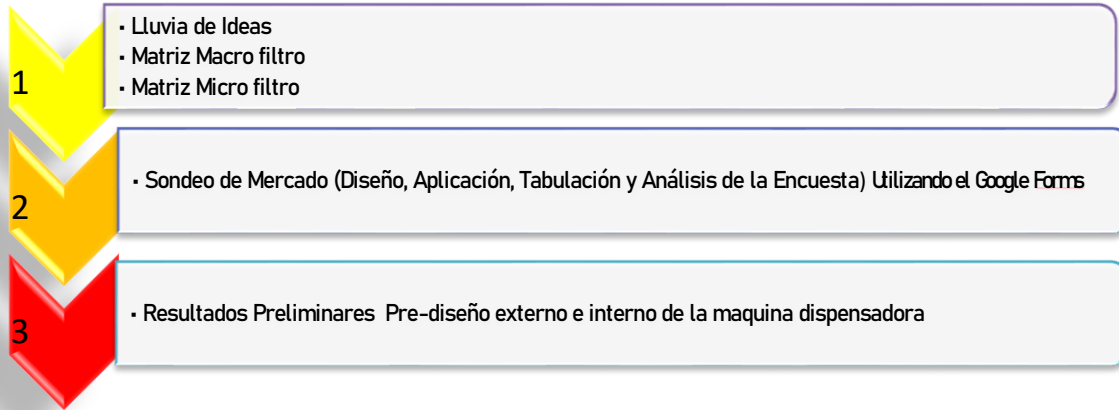 1
· Lluvia de Ideas
· Matriz Macro filtro
· Matriz Micro filtro
2
· Sondeo de Mercado (Diseño, Aplicación, Tabulación y Análisis de la Encuesta) Utilizando el Google Forms
3
· Resultados Preliminares Pre-diseño externo e interno de la maquina dispensadora